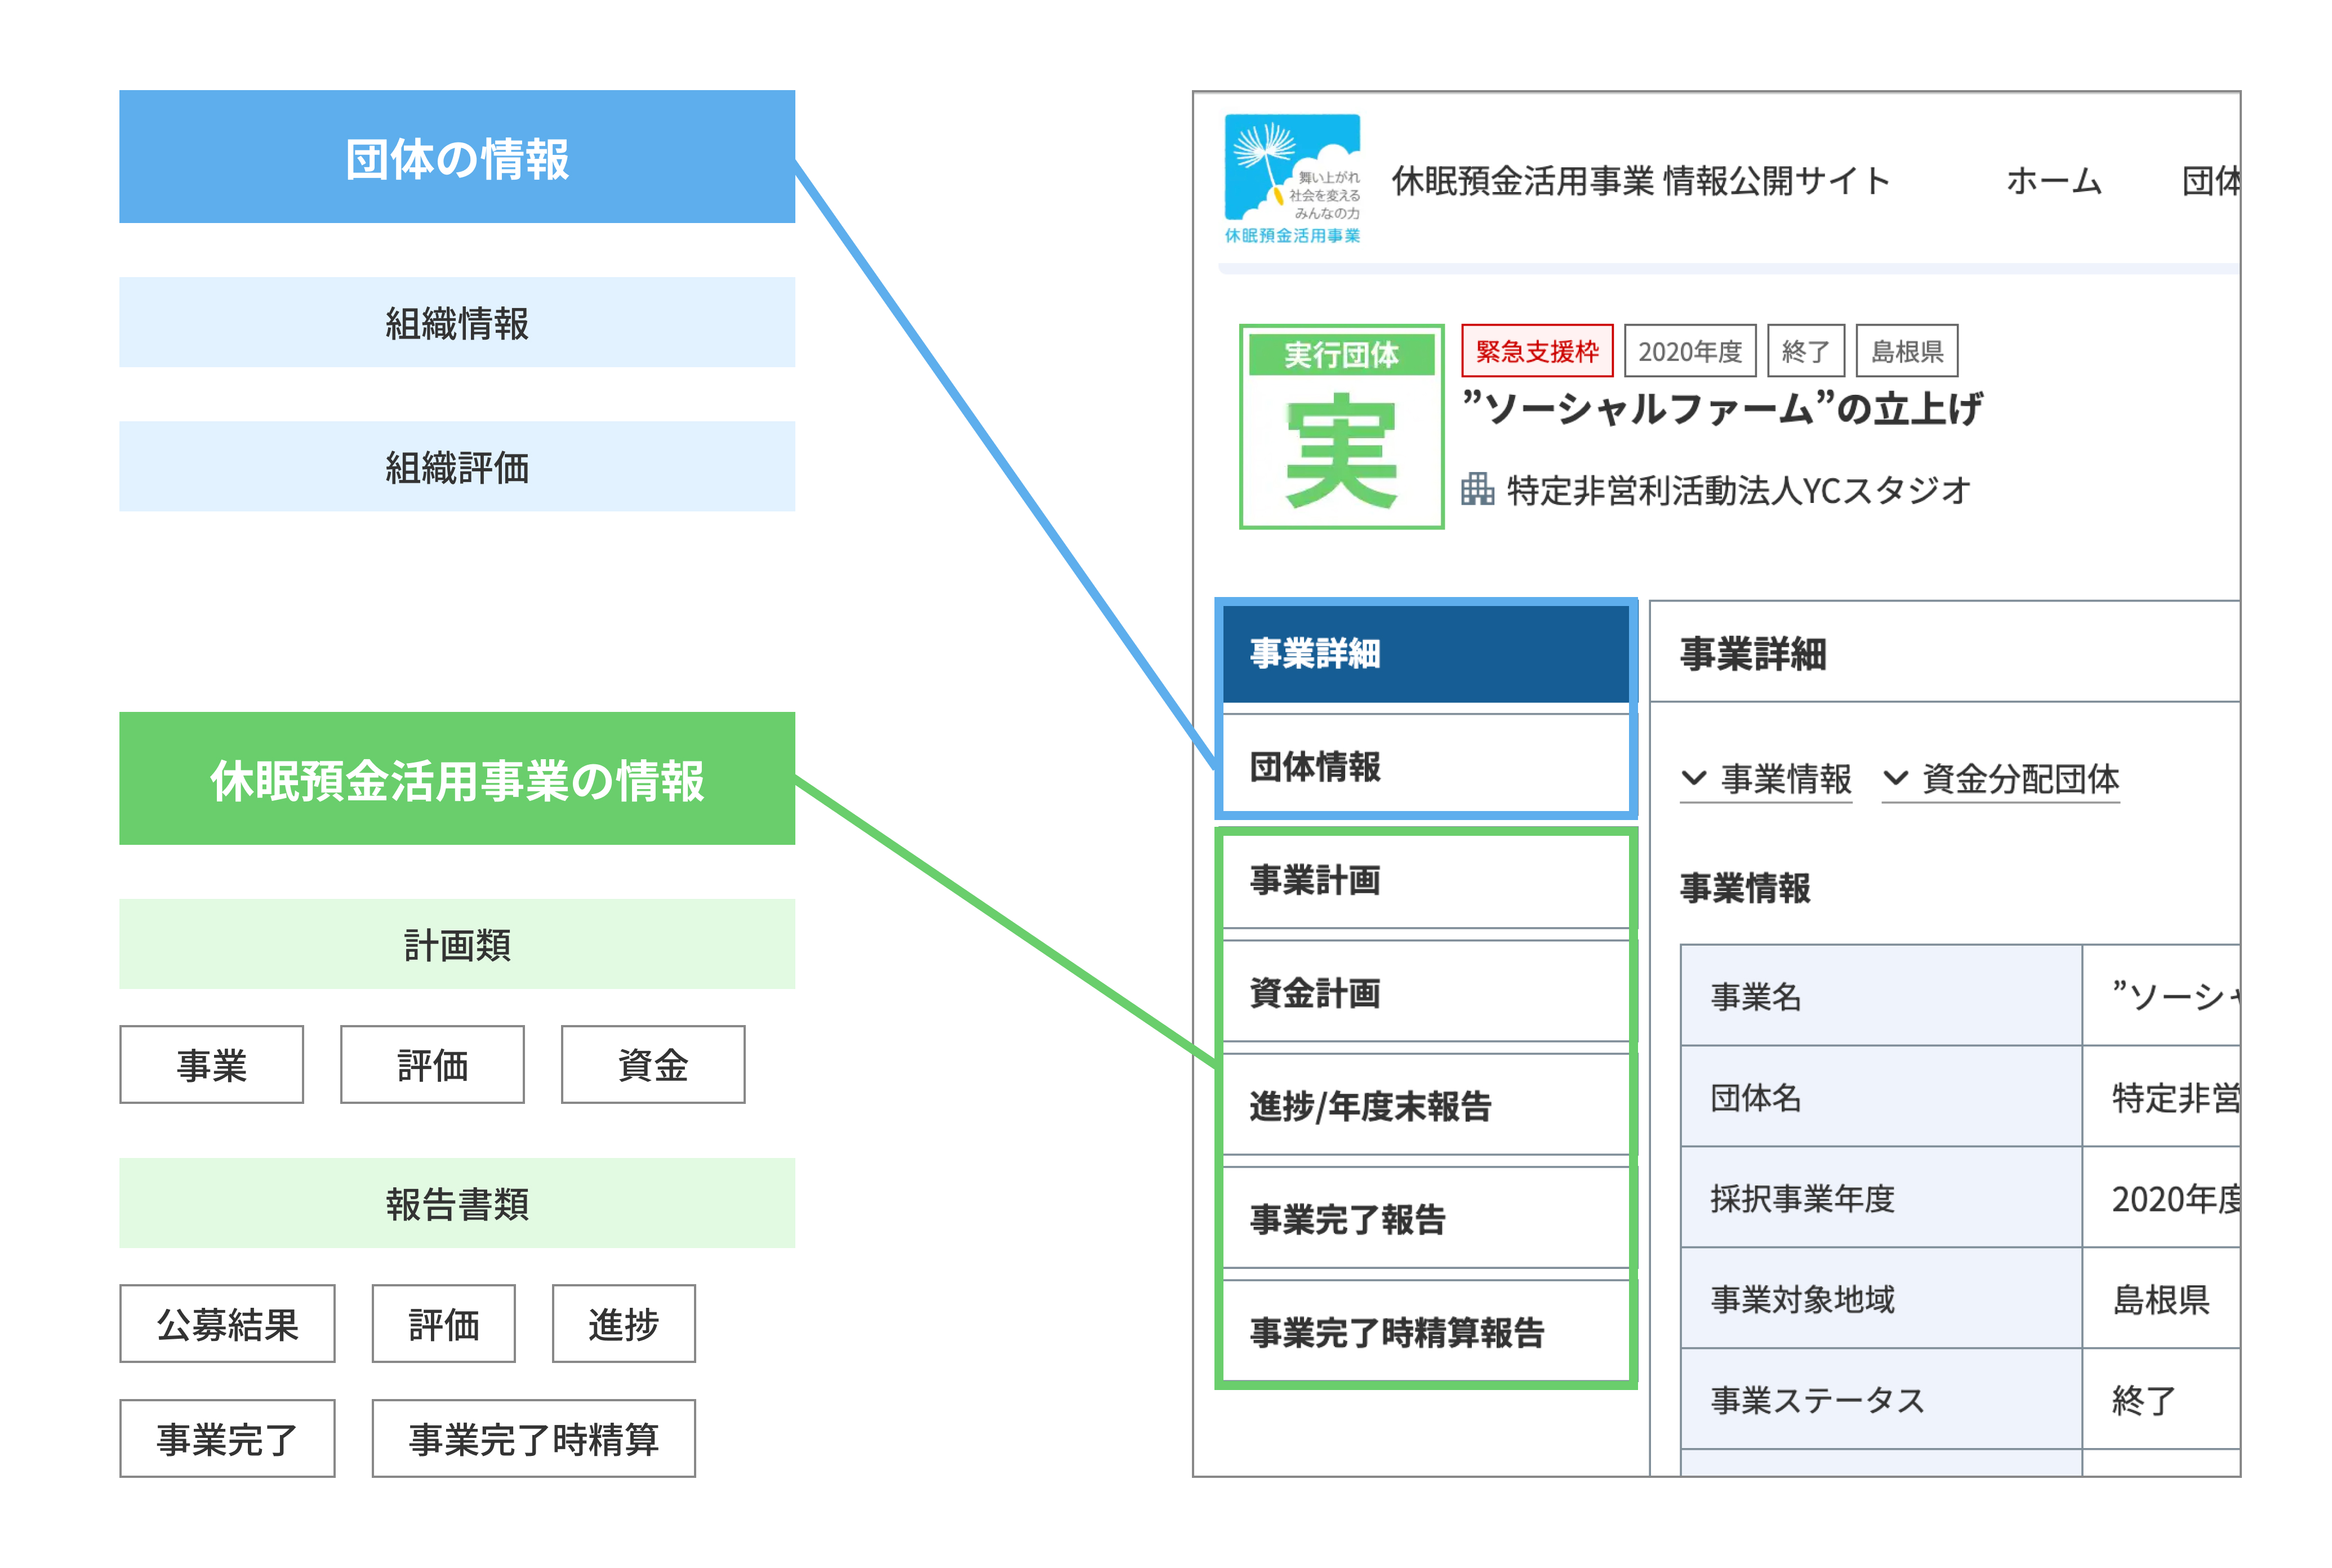 団体の情報
組織情報
組織評価
休眠預金活用事業の情報
計画類
事業
評価
資金
報告書類
公募結果
評価
進捗
事業完了
事業完了時精算
舞い上がれ
社会を変える
みんなの力
休眠預金活用事業
休眠預金活用事業 情報公開サイト
ホーム
団体
実行団体
実
緊急支援枠
2020年度
終了
島根県
”ソーシャルファーム”の立上げ
特定非営利活動法人YCスタジオ
事業詳細
団体情報
事業計画
資金計画
進捗/年度末報告
事業完了報告
事業完了時精算報告
事業詳細
事業情報
資金分配団体
事業情報
事業名
”ソーシャ
団体名
特定非営
採択事業年度
2020年度
事業対象地域
島根県
事業ステータス
終了